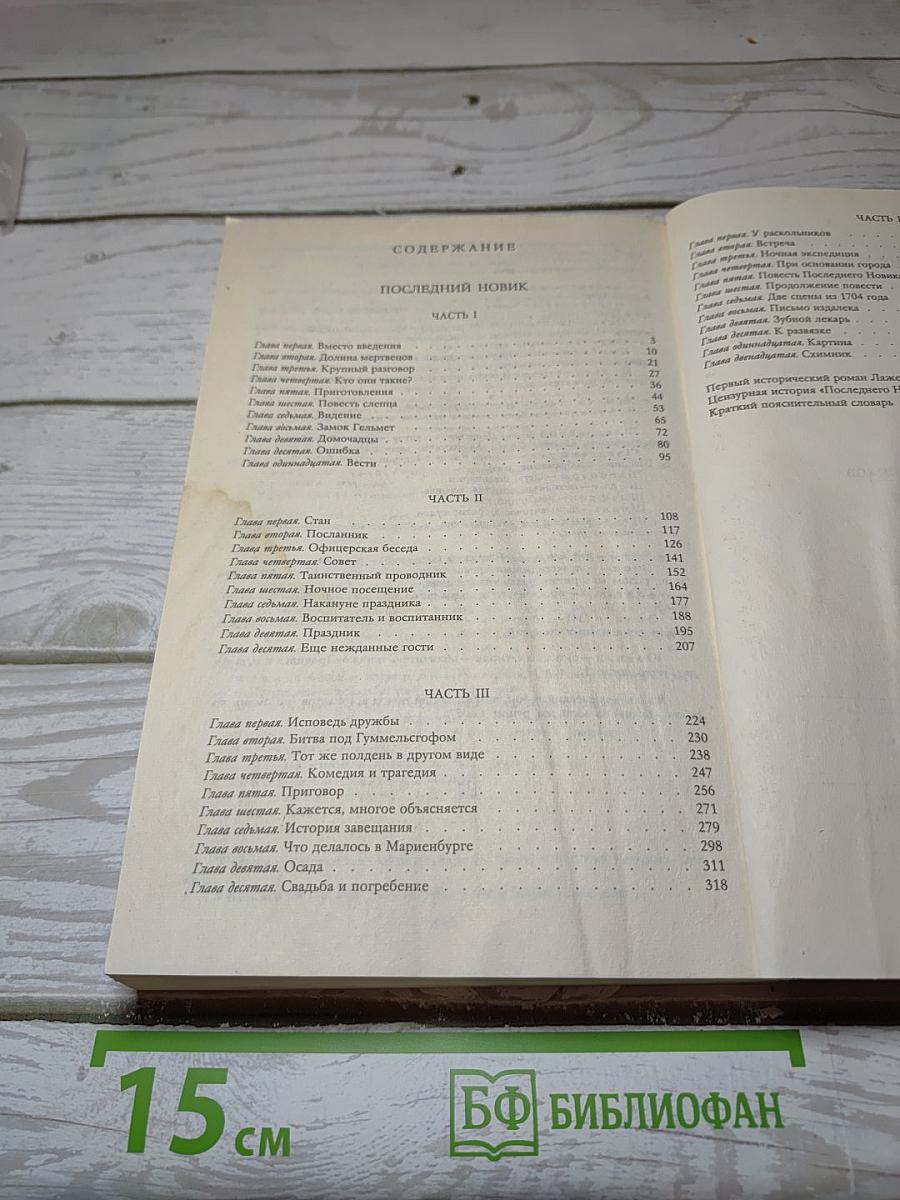 СОДЕРЖАНИЕ
ПОСЛЕДНИЙ НОВИК
ЧАСТЬ I
Глава первая. Вместо введения . . . 3
Глава вторая. Долина мертвецов . . . 10
Глава третья. Крупный разговор . . . 21
Глава четвертая. Кто они такие? . . . 27
Глава пятая. Приготовления . . . 36
Глава шестая. Повесть слепца . . . 44
Глава седьмая. Видение . . . 53
Глава восьмая. Замок Гельмет . . . 65
Глава девятая. Домочадцы . . . 72
Глава десятая. Ошибка . . . 80
Глава одиннадцатая. Вести . . . 95
ЧАСТЬ II
Глава первая. Стан . . . 108
Глава вторая. Посланник . . . 117
Глава третья. Офицерская беседа . . . 126
Глава четвертая. Совет . . . 141
Глава пятая. Таинственный проводник . . . 152
Глава шестая. Ночное посещение . . . 164
Глава седьмая. Накануне праздника . . . 177
Глава восьмая. Воспитатель и воспитанник . . . 188
Глава девятая. Праздник . . . 195
Глава десятая. Еще нежданные гости . . . 207
ЧАСТЬ III
Глава первая. Исповедь дружбы . . . 224
Глава вторая. Битва под Гуммельсгофом . . . 230
Глава третья. Тот же полдень в другом виде . . . 238
Глава четвертая. Комедия и трагедия . . . 247
Глава пятая. Приговор . . . 256
Глава шестая. Кажется, многое объясняется . . . 271
Глава седьмая. История завещания . . . 279
Глава восьмая. Что делалось в Мариенбурге . . . 298
Глава девятая. Осада . . . 311
Глава десятая. Свадьба и погребение . . . 318
ЧАСТЬ
Глава первая. У раскольников . . .
Глава вторая. Встреча . . .
Глава третья. Ночная экспедиция . . .
Глава четвертая. При основании города
Глава пятая. Повесть Последнего Новик
Глава шестая. Продолжение повести . .
Глава седьмая. Две сцены из 1704 года
Глава восьмая. Письмо издалека . .
Глава девятая. Зубной лекарь . . .
Глава десятая. К развязке . . .
Глава одиннадцатая. Картина . . .
Глава двенадцатая. Схимник . . .
Первый исторический роман Лаже
Цензурная история «Последнего Н
Краткий пояснительный словарь
15 см
БФ БИБЛИОФАН